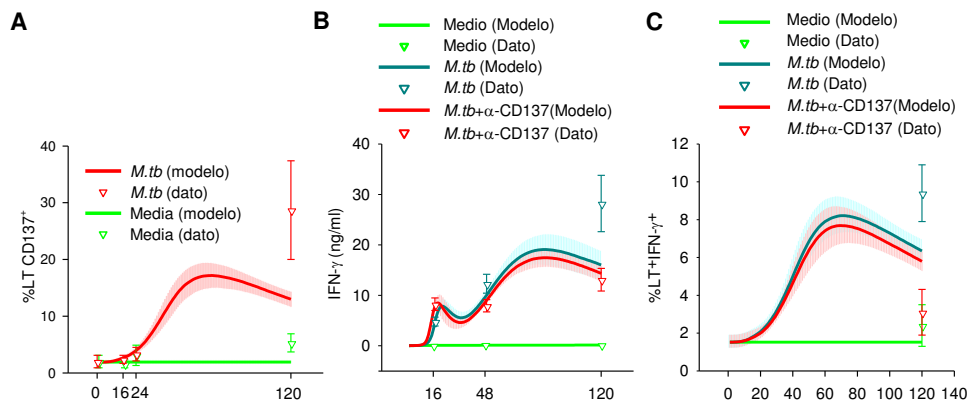 A
%LT CD137⁺
40
30
20
10
0
M.tb (modelo)
M.tb (dato)
Media (modelo)
Media (dato)
0 16 24 120
B
Medio (Modelo)
Medio (Dato)
M.tb (Modelo)
M.tb (Dato)
M.tb+α-CD137(Modelo)
M.tb+α-CD137 (Dato)
IFN-γ (ng/ml)
40
30
20
10
0
16 48 120
C
Medio (Modelo)
Medio (Dato)
M.tb (Modelo)
M.tb (Dato)
M.tb+α-CD137(Modelo)
M.tb+α-CD137 (Dato)
%LT⁺IFN-γ⁺
12
10
8
6
4
2
0
0 20 40 60 80 100 120 140